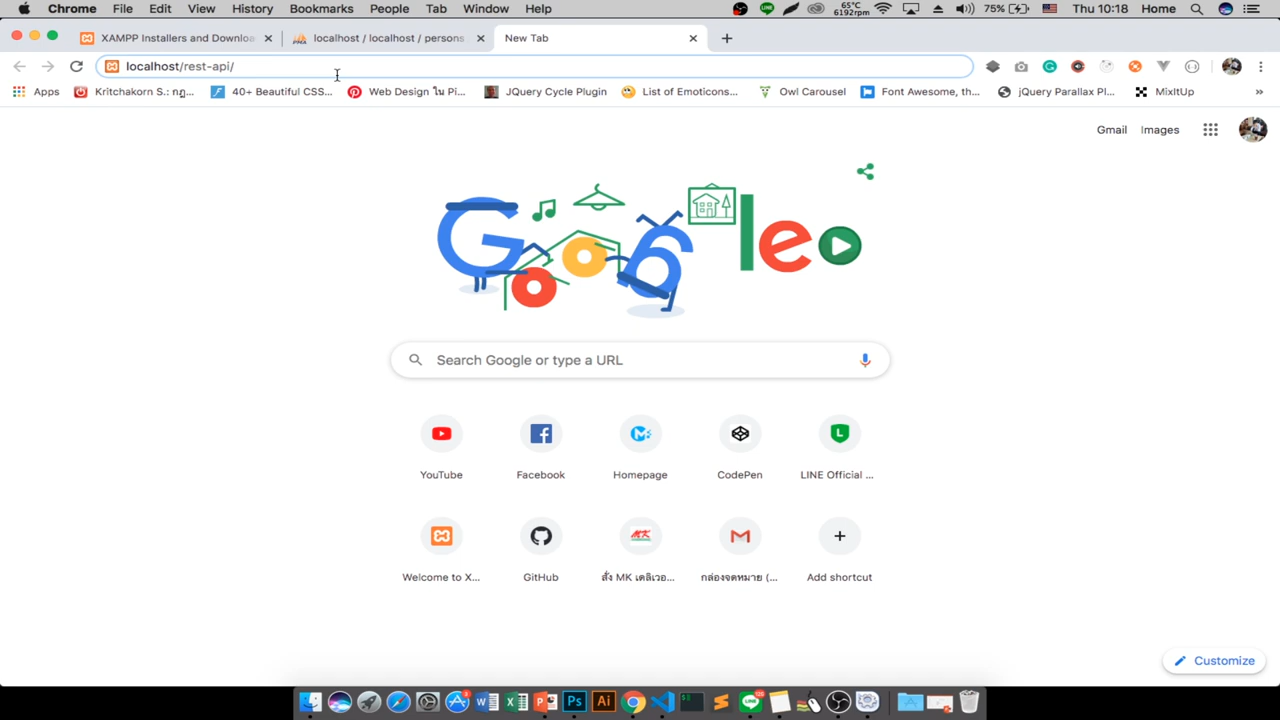 Chrome File Edit View History Bookmarks People Tab Window Help 65°C 6192rpm 75% Thu 10:18 Home
XAMPP Installers and Downloa localhost / localhost / persons New Tab
localhost/rest-api/
Apps Kritchakorn S.: กฎ... 40+ Beautiful CSS... Web Design ใน Pi... JQuery Cycle Plugin List of Emoticons... Owl Carousel Font Awesome, th... jQuery Parallax Pl... MixItUp »
Gmail Images
Search Google or type a URL
YouTube Facebook Homepage CodePen LINE Official ...
Welcome to X... GitHub สั่ง MK เดลิเวอ... กล่องจดหมาย (... Add shortcut
Customize